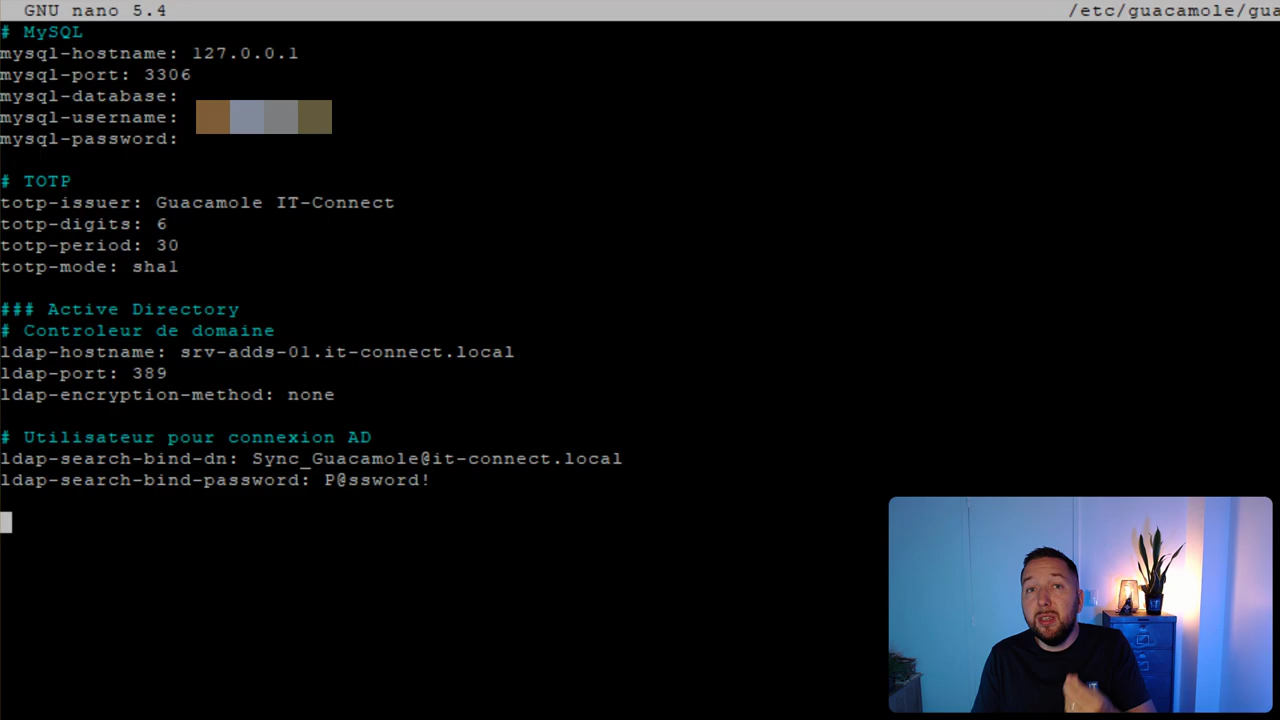 GNU nano 5.4 /etc/guacamole/gua
# MySQL
mysql-hostname: 127.0.0.1
mysql-port: 3306
mysql-database:
mysql-username:
mysql-password:
# TOTP
totp-issuer: Guacamole IT-Connect
totp-digits: 6
totp-period: 30
totp-mode: sha1
### Active Directory
# Controleur de domaine
ldap-hostname: srv-adds-01.it-connect.local
ldap-port: 389
ldap-encryption-method: none
# Utilisateur pour connexion AD
ldap-search-bind-dn: Sync_Guacamole@it-connect.local
ldap-search-bind-password: P@ssword!